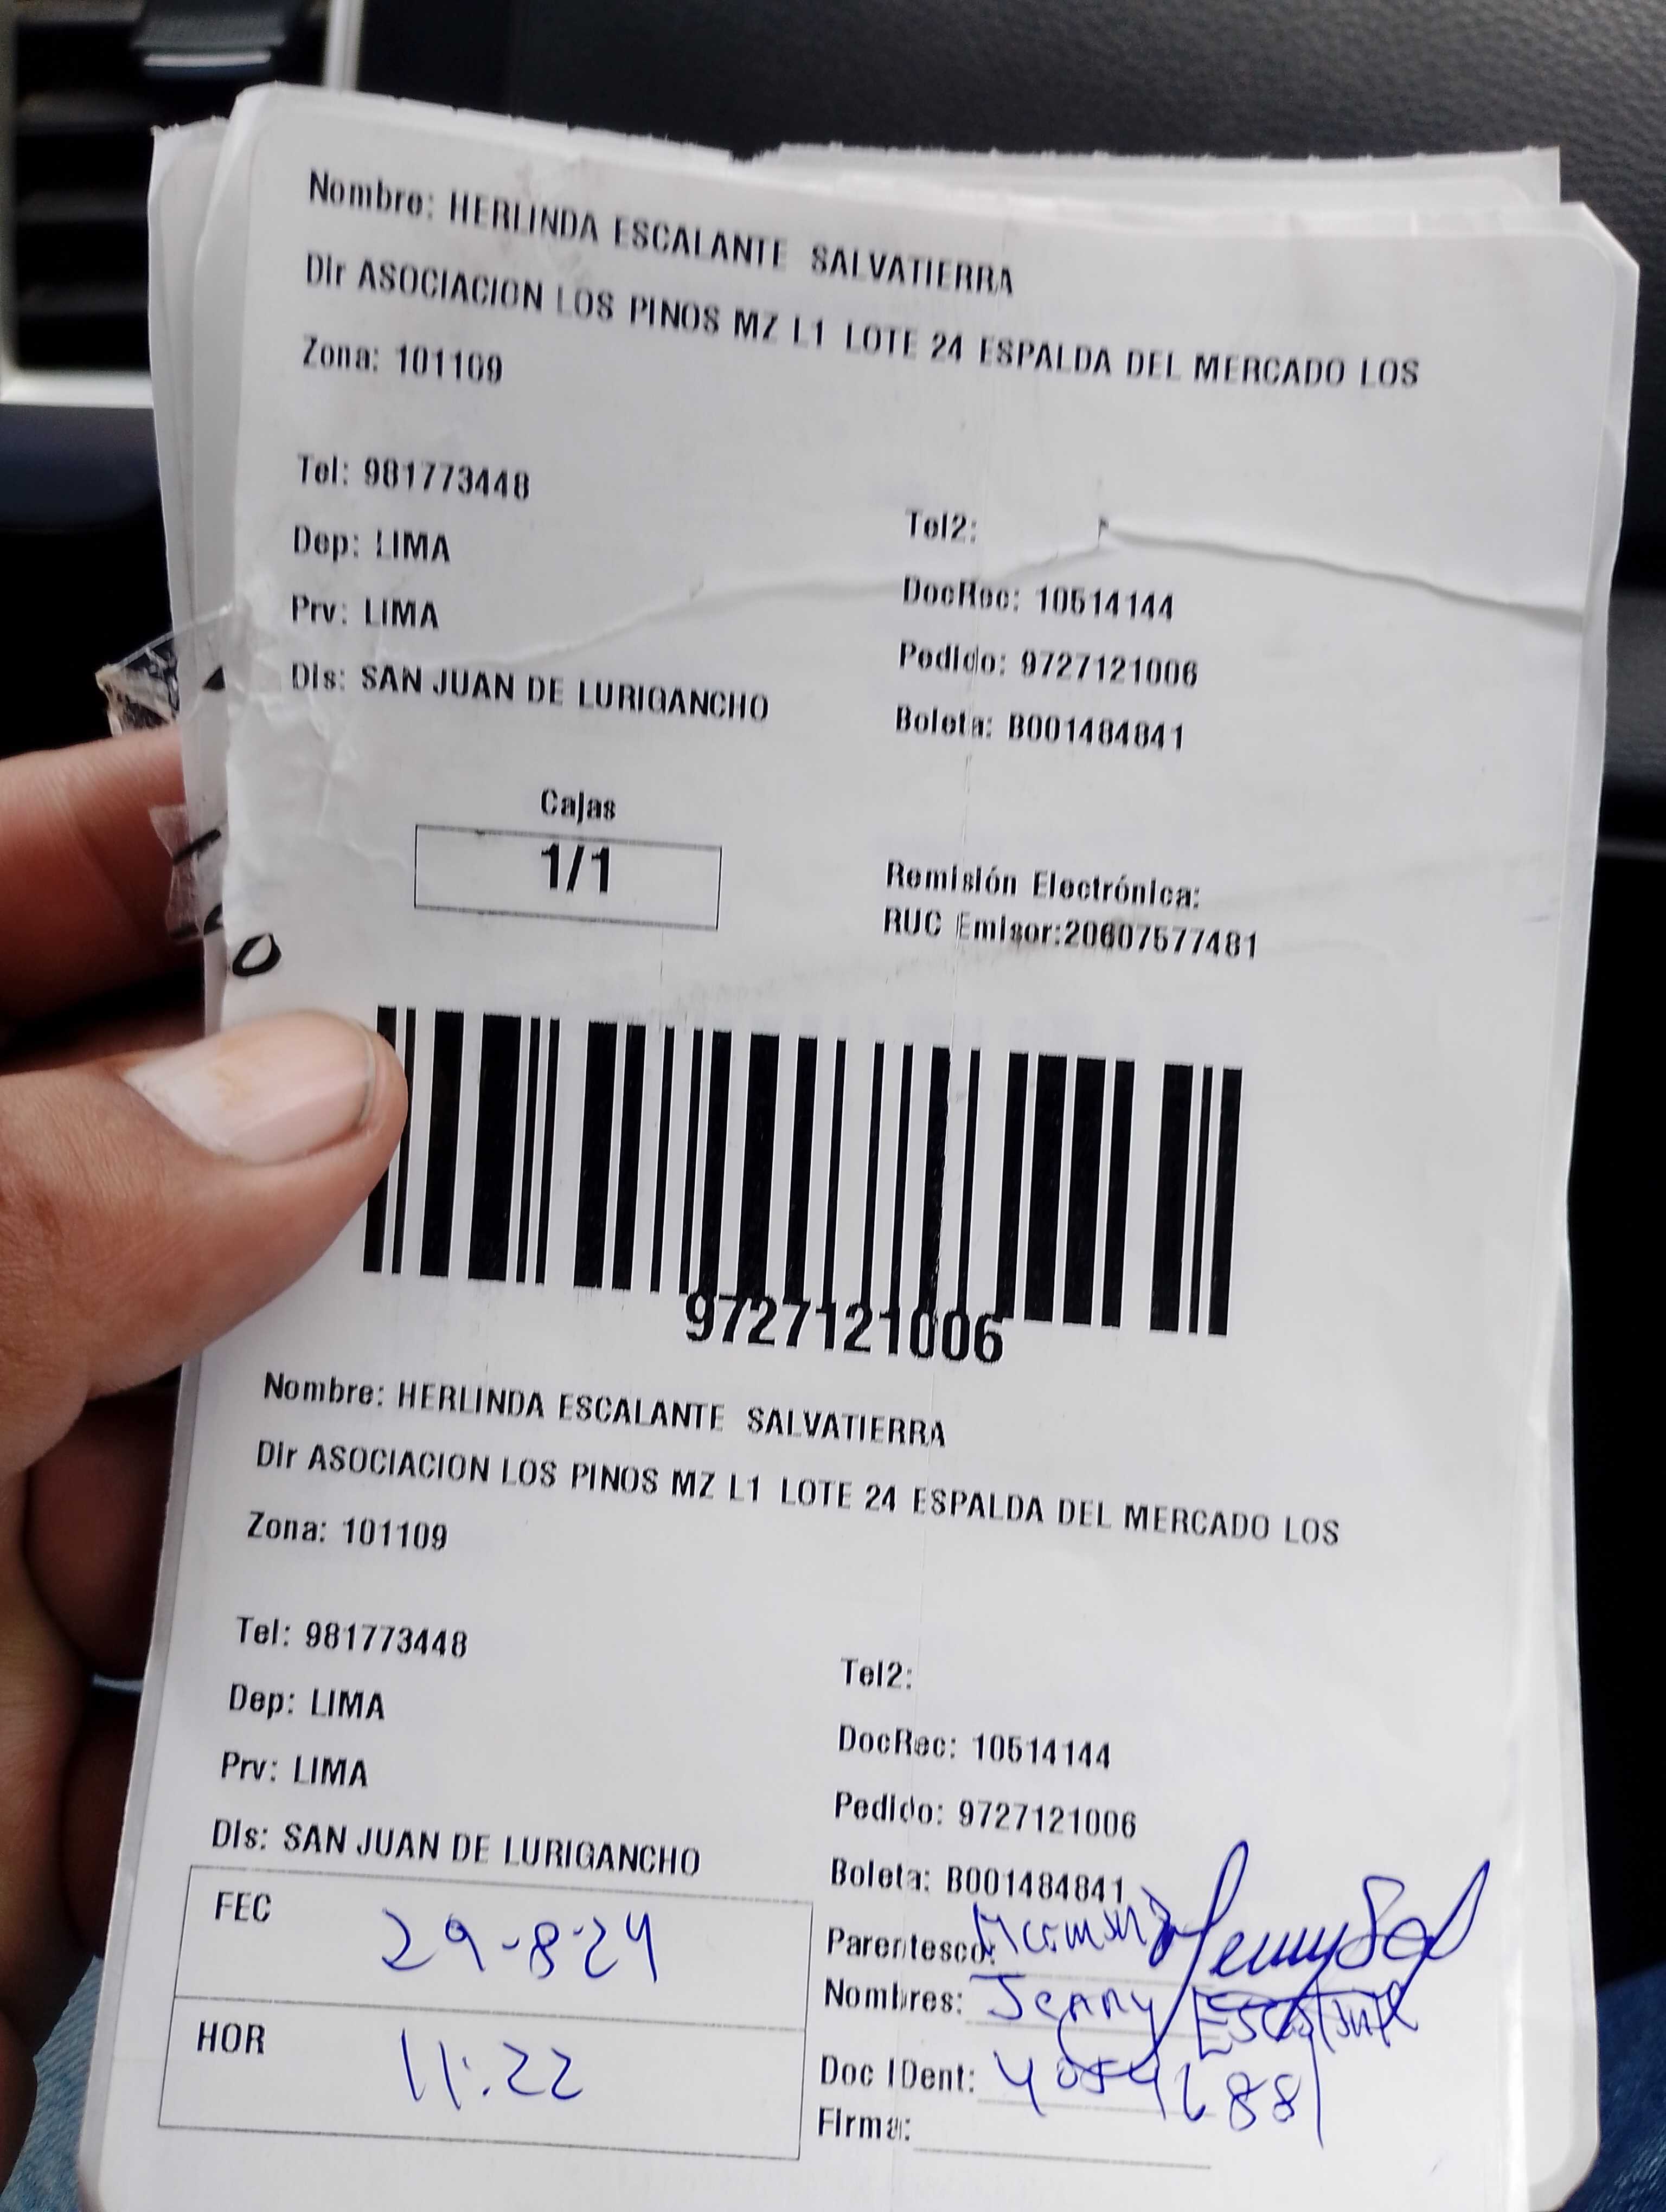 Nombre: HERLINDA ESCALANTE SALVATIERRA
Dir ASOCIACION LOS PINOS MZ L1 LOTE 24 ESPALDA DEL MERCADO LOS
Zona: 101109
Tel: 981773448
Tel2:
Dep: LIMA
DocRec: 10514144
Prv: LIMA
Pedido: 9727121006
Dis: SAN JUAN DE LURIGANCHO
Boleta: B001484841
Cajas
1/1
Remisión Electrónica:
RUC Emisor:20607577481
9727121006
Nombre: HERLINDA ESCALANTE SALVATIERRA
Dir ASOCIACION LOS PINOS MZ L1 LOTE 24 ESPALDA DEL MERCADO LOS
Zona: 101109
Tel: 981773448
Tel2:
Dep: LIMA
DocRec: 10514144
Prv: LIMA
Pedido: 9727121006
Dis: SAN JUAN DE LURIGANCHO
Boleta: B001484841
FEC 29-8-24
Parentesco:
Nombres: Jenny Escalante
HOR 11:22
Doc IDent:
Firma: